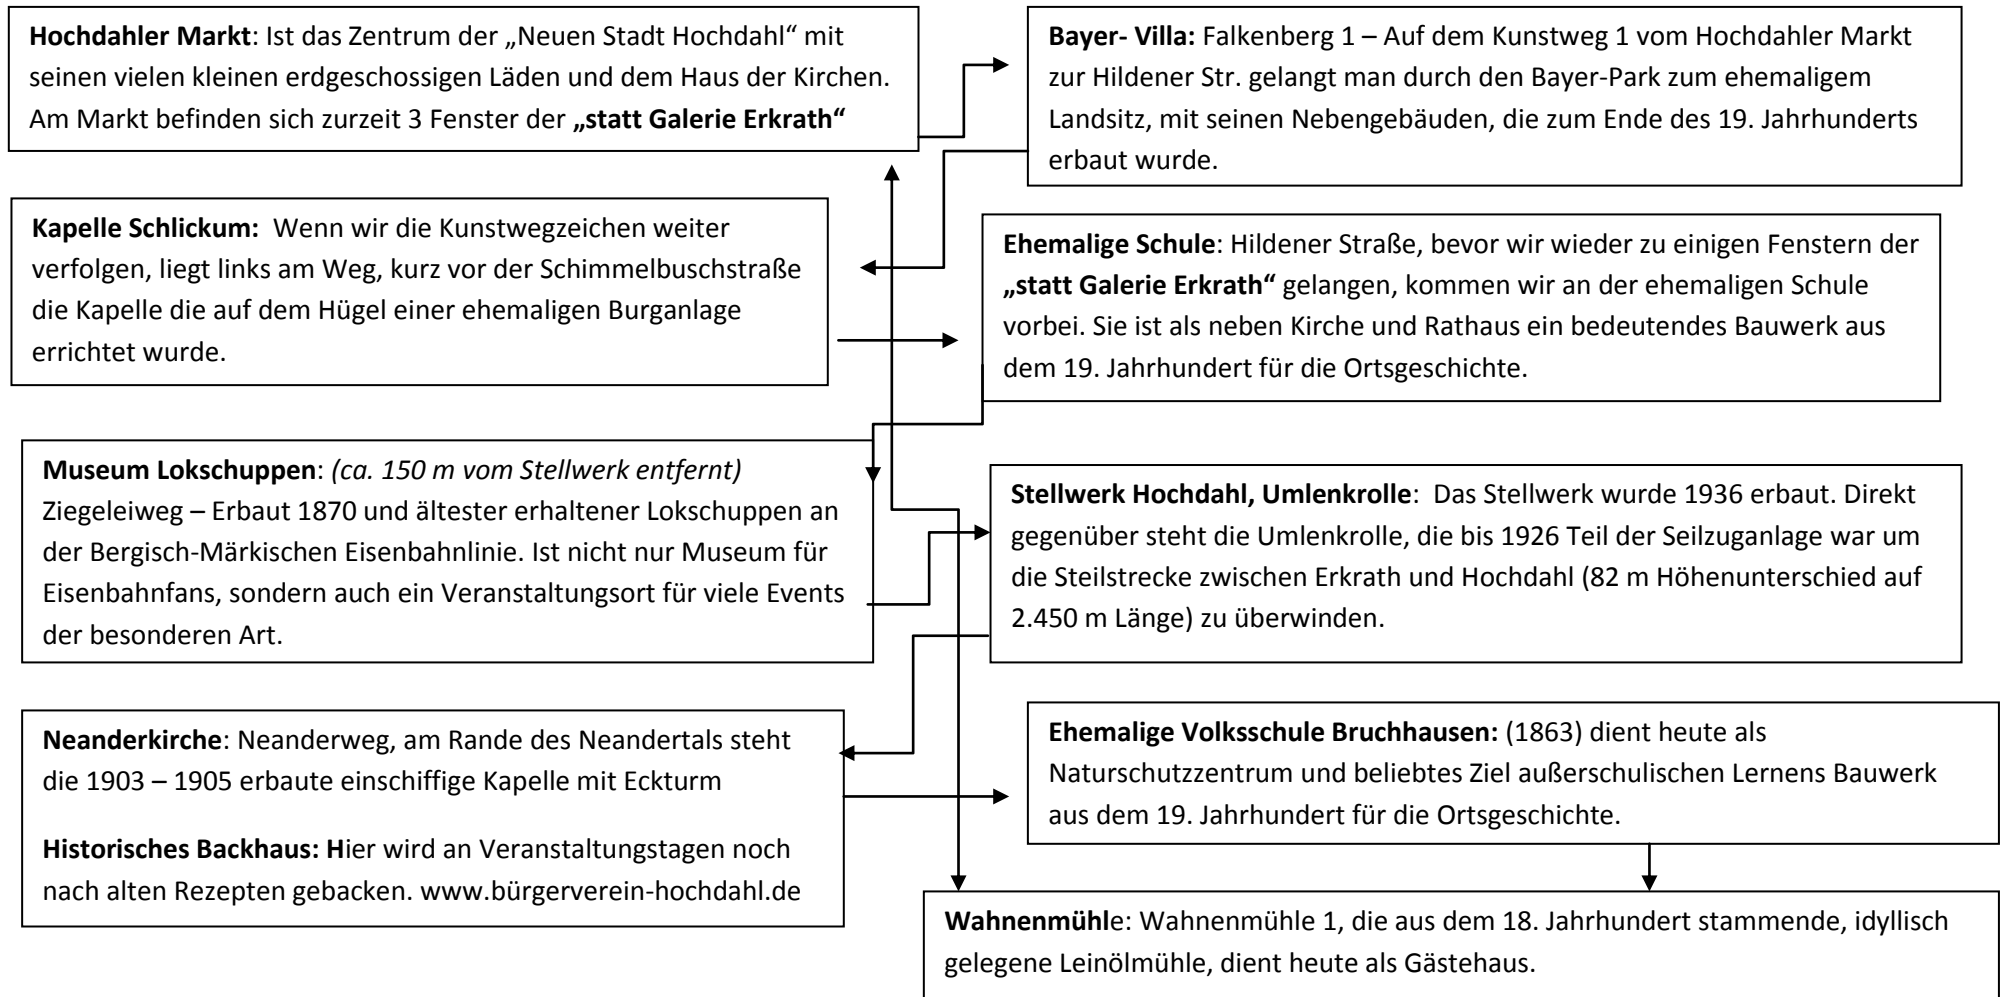 Hochdahler Markt: Ist das Zentrum der „Neuen Stadt Hochdahl“ mit
seinen vielen kleinen erdgeschossigen Läden und dem Haus der Kirchen.
Am Markt befinden sich zurzeit 3 Fenster der „statt Galerie Erkrath“
Bayer- Villa: Falkenberg 1 – Auf dem Kunstweg 1 vom Hochdahler Markt
zur Hildener Str. gelangt man durch den Bayer-Park zum ehemaligem
Landsitz, mit seinen Nebengebäuden, die zum Ende des 19. Jahrhunderts
erbaut wurde.
Kapelle Schlickum: Wenn wir die Kunstwegzeichen weiter
verfolgen, liegt links am Weg, kurz vor der Schimmelbuschstraße
die Kapelle die auf dem Hügel einer ehemaligen Burganlage
errichtet wurde.
Ehemalige Schule: Hildener Straße, bevor wir wieder zu einigen Fenstern der
„statt Galerie Erkrath“ gelangen, kommen wir an der ehemaligen Schule
vorbei. Sie ist als neben Kirche und Rathaus ein bedeutendes Bauwerk aus
dem 19. Jahrhundert für die Ortsgeschichte.
Museum Lokschuppen: (ca. 150 m vom Stellwerk entfernt)
Ziegeleiweg – Erbaut 1870 und ältester erhaltener Lokschuppen an
der Bergisch-Märkischen Eisenbahnlinie. Ist nicht nur Museum für
Eisenbahnfans, sondern auch ein Veranstaltungsort für viele Events
der besonderen Art.
Stellwerk Hochdahl, Umlenkrolle: Das Stellwerk wurde 1936 erbaut. Direkt
gegenüber steht die Umlenkrolle, die bis 1926 Teil der Seilzuganlage war um
die Steilstrecke zwischen Erkrath und Hochdahl (82 m Höhenunterschied auf
2.450 m Länge) zu überwinden.
Neanderkirche: Neanderweg, am Rande des Neandertals steht
die 1903 – 1905 erbaute einschiffige Kapelle mit Eckturm
Historisches Backhaus: Hier wird an Veranstaltungstagen noch
nach alten Rezepten gebacken. www.bürgerverein-hochdahl.de
Ehemalige Volksschule Bruchhausen: (1863) dient heute als
Naturschutzzentrum und beliebtes Ziel außerschulischen Lernens Bauwerk
aus dem 19. Jahrhundert für die Ortsgeschichte.
Wahnenmühle: Wahnenmühle 1, die aus dem 18. Jahrhundert stammende, idyllisch
gelegene Leinölmühle, dient heute als Gästehaus.